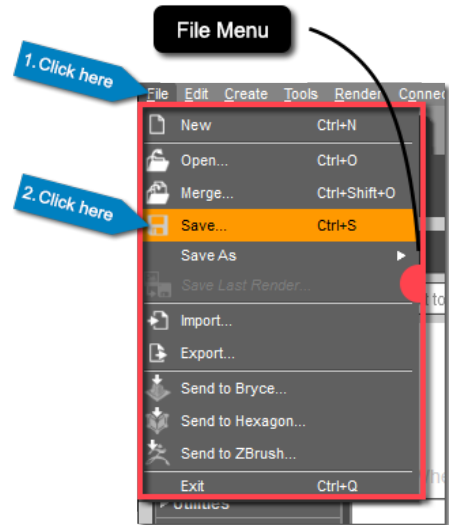 File Menu
1. Click here
File Edit Create Tools Render Connec
New Ctrl+N
Open... Ctrl+O
Merge... Ctrl+Shift+O
2. Click here
Save... Ctrl+S
Save As
Save Last Render...
t to
Import...
Export...
Send to Bryce...
Send to Hexagon...
Send to ZBrush...
he
Exit Ctrl+Q
Utilities